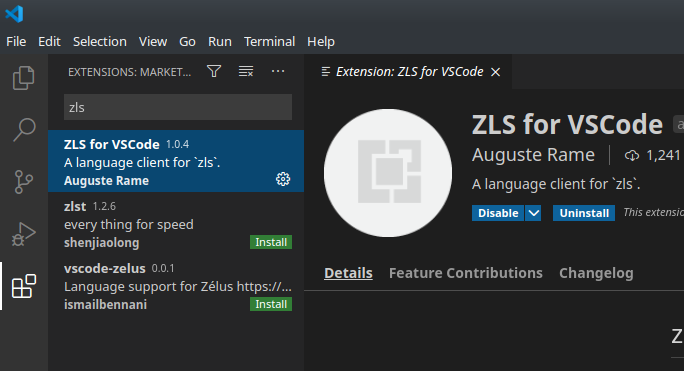 File Edit Selection View Go Run Terminal Help
EXTENSIONS: MARKET...
zls
ZLS for VSCode 1.0.4
A language client for `zls`.
Auguste Rame
zlst 1.2.6
every thing for speed
shenjiaolong Install
vscode-zelus 0.0.1
Language support for Zélus https://...
ismailbennani Install
Extension: ZLS for VSCode
ZLS for VSCode
Auguste Rame 1,241
A language client for `zls`.
Disable Uninstall This extensio
Details Feature Contributions Changelog